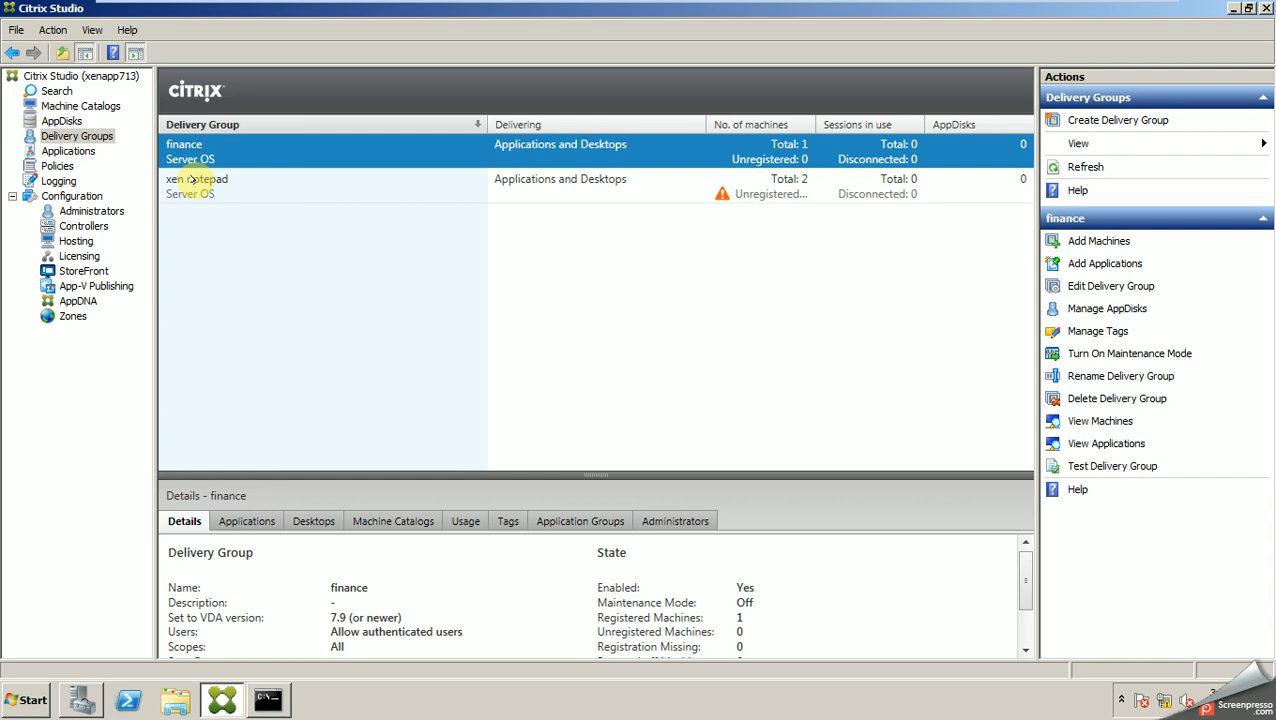 Citrix Studio
File Action View Help
Citrix Studio (xenapp713)
Search
Machine Catalogs
AppDisks
Delivery Groups
Applications
Policies
Logging
Configuration
Administrators
Controllers
Hosting
Licensing
StoreFront
App-V Publishing
AppDNA
Zones
CİTRIX
Delivery Group Delivering No. of machines Sessions in use AppDisks
finance Applications and Desktops Total: 1 Total: 0 0
Server OS Unregistered: 0 Disconnected: 0
xen notepad Applications and Desktops Total: 2 Total: 0 0
Server OS Unregistered... Disconnected: 0
Details - finance
Details Applications Desktops Machine Catalogs Usage Tags Application Groups Administrators
Delivery Group State
Name: finance Enabled: Yes
Description: - Maintenance Mode: Off
Set to VDA version: 7.9 (or newer) Registered Machines: 1
Users: Allow authenticated users Unregistered Machines: 0
Scopes: All Registration Missing: 0
Actions
Delivery Groups
Create Delivery Group
View
Refresh
Help
finance
Add Machines
Add Applications
Edit Delivery Group
Manage AppDisks
Manage Tags
Turn On Maintenance Mode
Rename Delivery Group
Delete Delivery Group
View Machines
View Applications
Test Delivery Group
Help
Start
Screenpresso.com